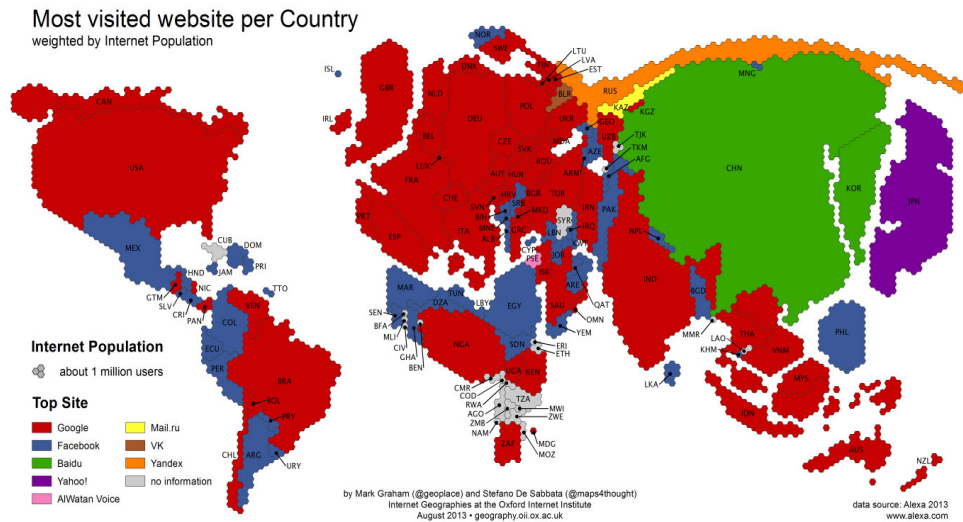 Most visited website per Country
weighted by Internet Population
NOR
SWE
FIN
LTU
LVA
EST
ISL
DNK
MNG
GBR
RUS
CAN
NLD
POL
BLR
KAZ
KGZ
IRL
DEU
UKR
GEO
TJK
BEL
CZE
MDA
UZB
TKM
USA
SVK
AZE
AFG
LUX
ROU
CHN
KOR
JPN
FRA
AUT
HUN
ARM
CHE
HRV
BGR
TUR
IRN
PAK
SVN
SRB
PRT
BIH
MKD
SYR
NPL
ESP
ITA
MNE
GRC
LBN
IRQ
ALB
KWT
MEX
CUB
DOM
CYP
PSE
JOR
IND
JAM
PRI
ISR
HND
MAR
TUN
ARE
BGD
GTM
NIC
TTO
DZA
LBY
EGY
SAU
QAT
SLV
VEN
SEN
OMN
CRI
PAN
COL
BFA
YEM
MMR
THA
PHL
MLI
NGA
SDN
ERI
LAO
ECU
CIV
ETH
KHM
VNM
GHA
PER
BEN
UGA
KEN
LKA
MYS
BRA
CMR
COD
BOL
RWA
TZA
IDN
AGO
MWI
PRY
ZMB
ZWE
NAM
MDG
CHL
ARG
URY
ZAF
MOZ
AUS
NZL
Internet Population
about 1 million users
Top Site
Google
Mail.ru
Facebook
VK
Baidu
Yandex
Yahoo!
no information
AlWatan Voice
by Mark Graham (@geoplace) and Stefano De Sabbata (@maps4thought)
Internet Geographies at the Oxford Internet Institute
August 2013 • geography.oii.ox.ac.uk
data source: Alexa 2013
www.alexa.com